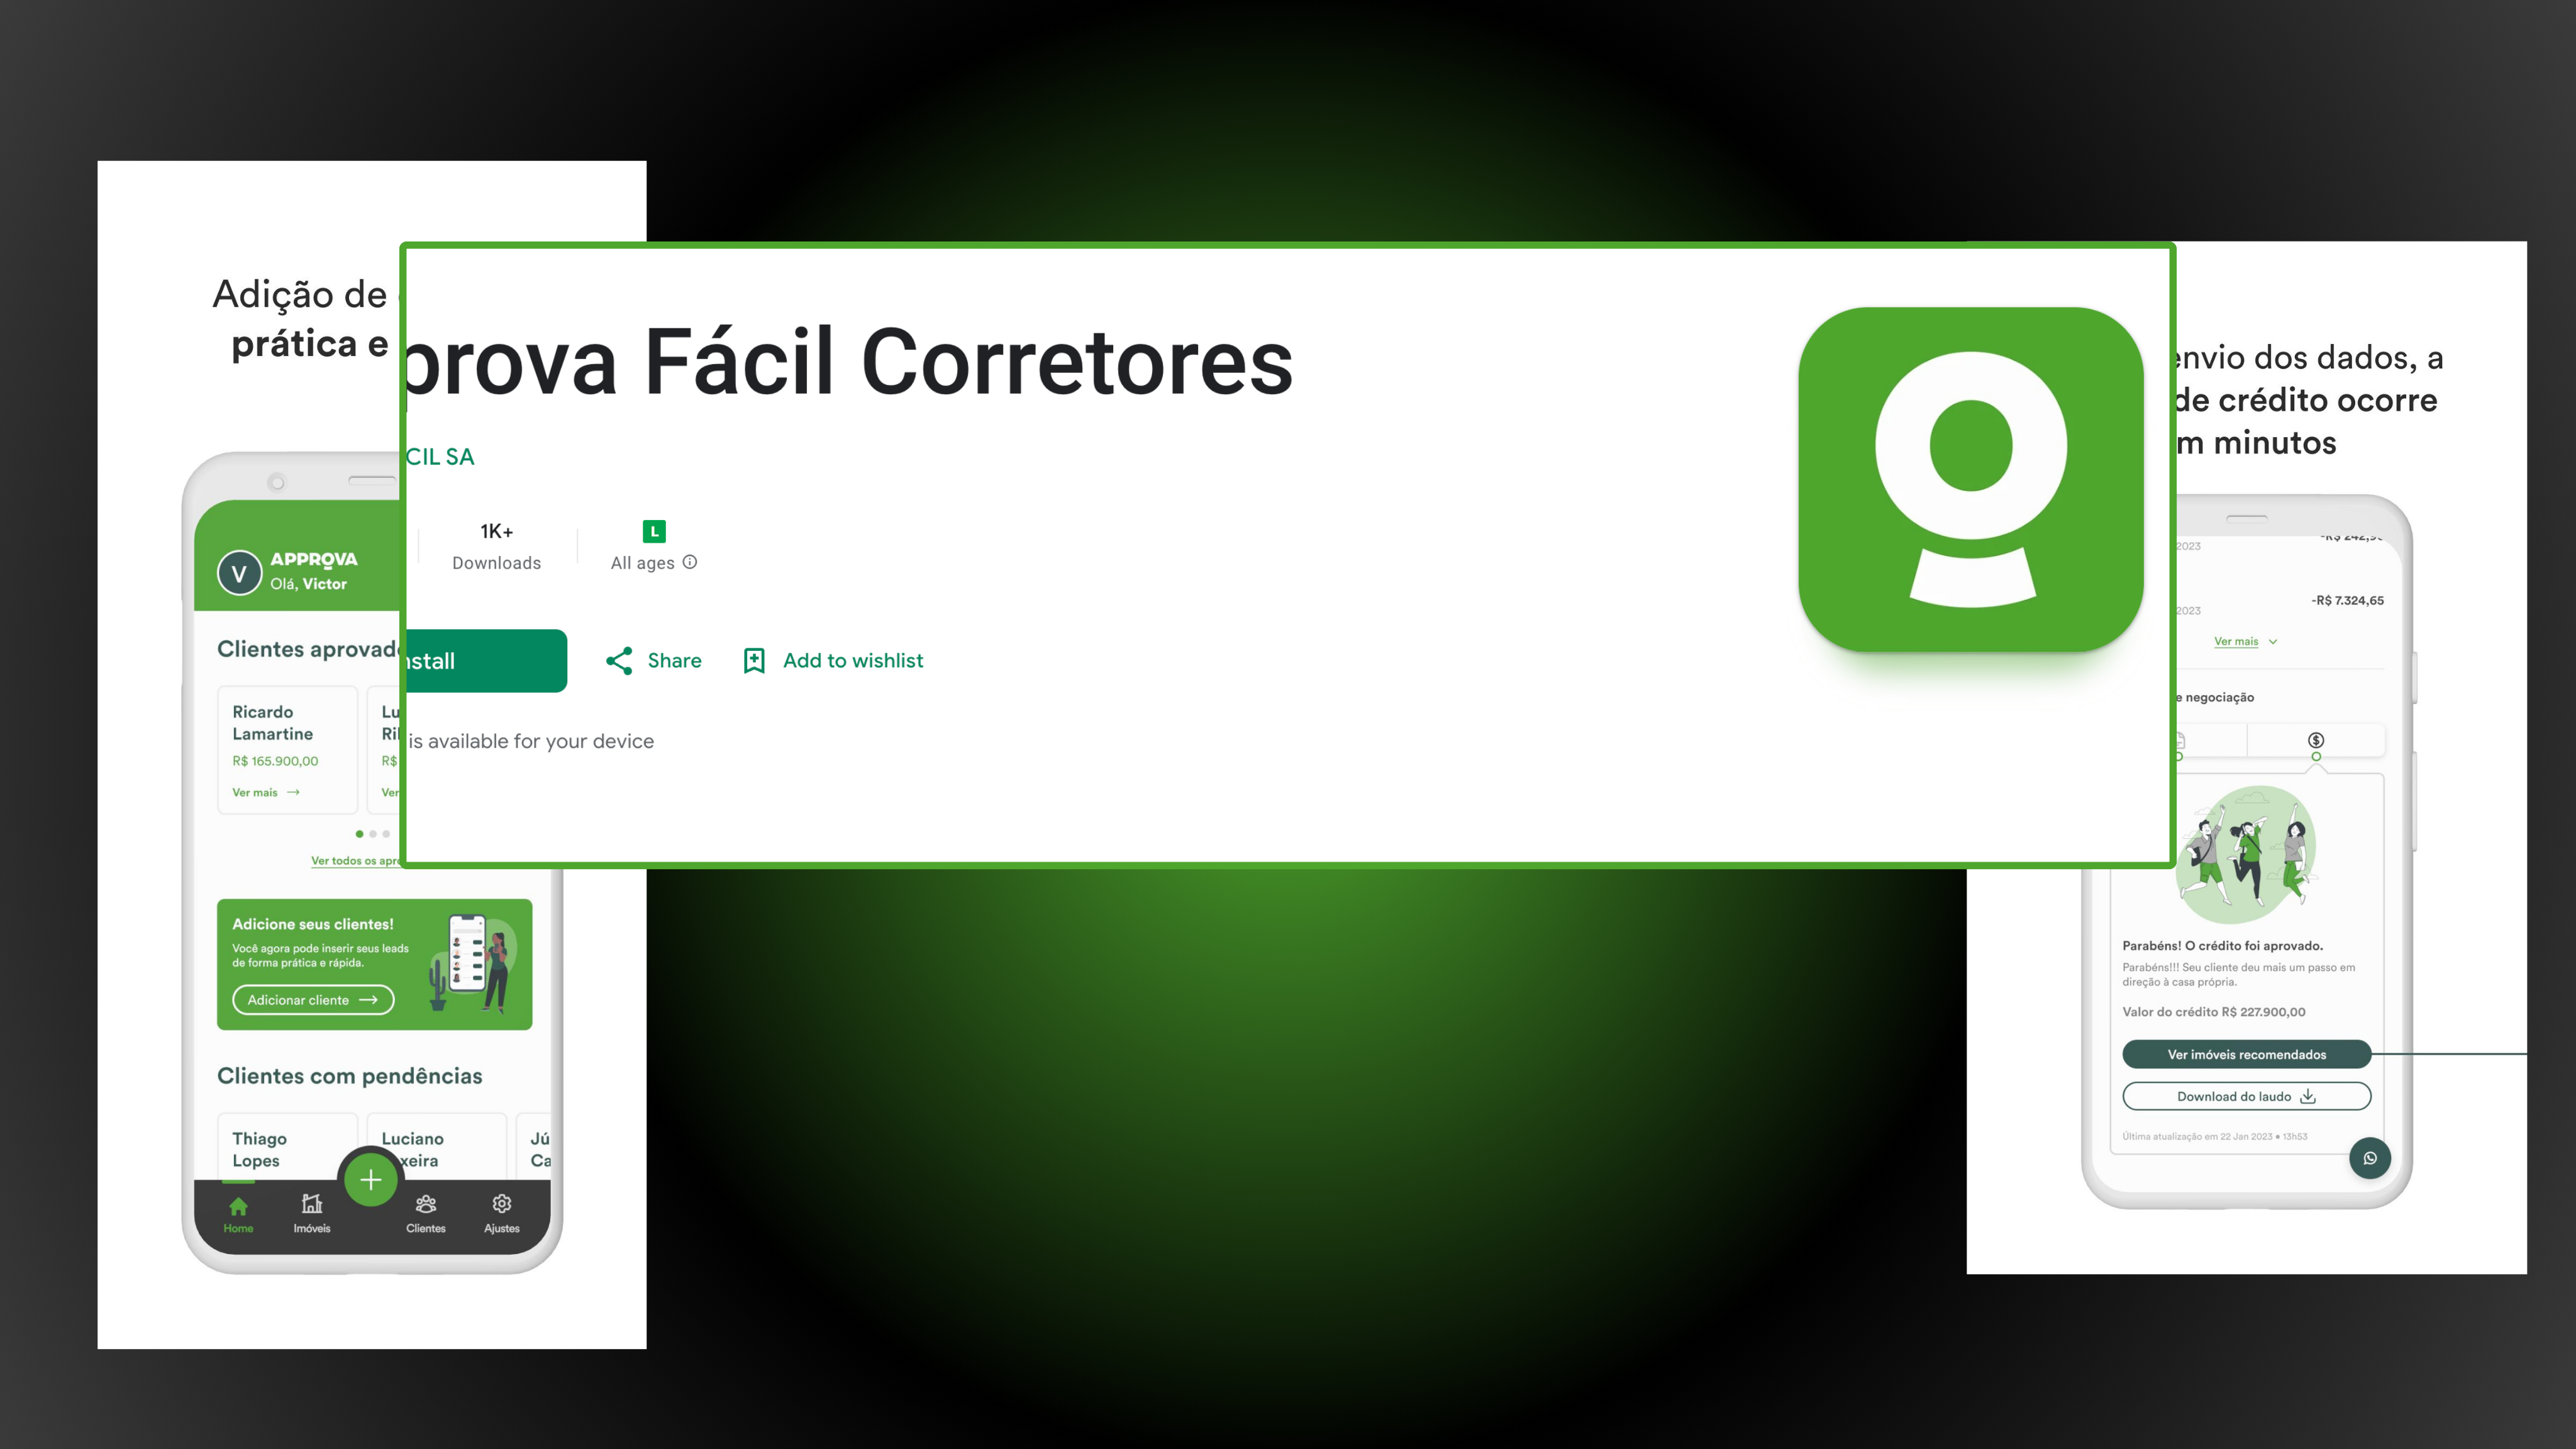 Adição de
prática e
prova Fácil Corretores
CIL SA
1K+
Downloads
L
All ages
nstall
Share
Add to wishlist
is available for your device
V
APPROVA
Olá, Victor
Clientes aprovad
Ricardo
Lamartine
R$ 165.900,00
Ver mais
Lu
Ril
R$
Ver
Ver todos os apr
Adicione seus clientes!
Você agora pode inserir seus leads
de forma prática e rápida.
Adicionar cliente
Clientes com pendências
Thiago
Lopes
Luciano
xeira
Jú
Ca
Home
Imóveis
Clientes
Ajustes
envio dos dados, a
de crédito ocorre
m minutos
2023
2023
-R$ 7.324,65
Ver mais
e negociação
Parabéns! O crédito foi aprovado.
Parabéns!!! Seu cliente deu mais um passo em
direção à casa própria.
Valor do crédito R$ 227.900,00
Ver imóveis recomendados
Download do laudo
Última atualização em 22 Jan 2023 • 13h53